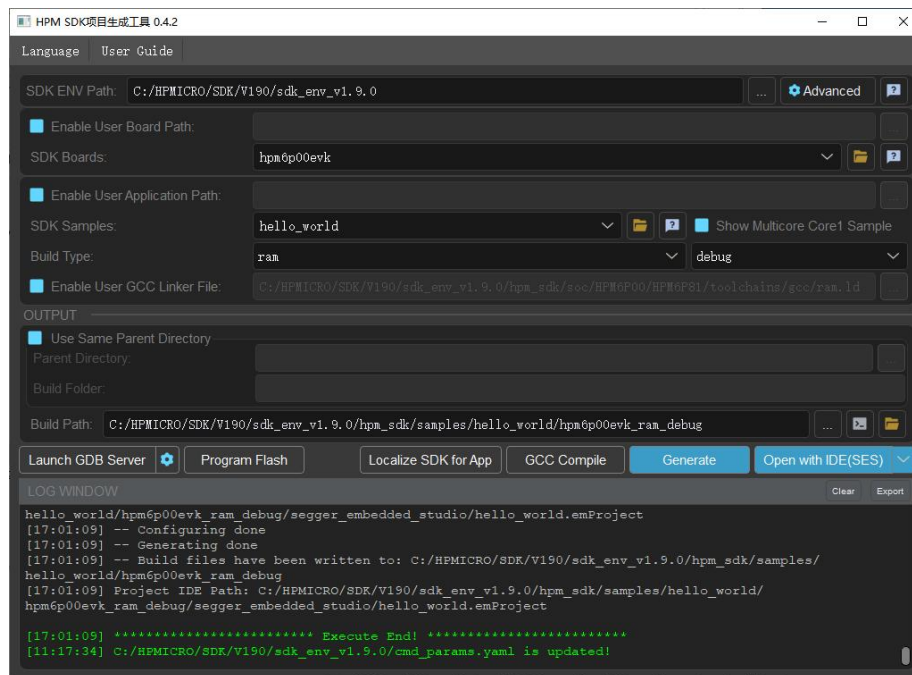 HPM SDK项目生成工具 0.4.2
Language User Guide
SDK ENV Path: C:/HPMICRO/SDK/V190/sdk_env_v1.9.0 ... Advanced
Enable User Board Path:
SDK Boards: hpm6p00evk
Enable User Application Path:
SDK Samples: hello_world Show Multicore Core1 Sample
Build Type: ram debug
Enable User GCC Linker File: C:/HPMICRO/SDK/V190/sdk_env_v1.9.0/hpm_sdk/soc/HPM6P00/HPM6P81/toolchains/gcc/ram.ld
OUTPUT
Use Same Parent Directory
Parent Directory:
Build Folder:
Build Path: C:/HPMICRO/SDK/V190/sdk_env_v1.9.0/hpm_sdk/samples/hello_world/hpm6p00evk_ram_debug ...
Launch GDB Server Program Flash Localize SDK for App GCC Compile Generate Open with IDE(SES)
LOG WINDOW Clear Export
hello_world/hpm6p00evk_ram_debug/segger_embedded_studio/hello_world.emProject
[17:01:09] -- Configuring done
[17:01:09] -- Generating done
[17:01:09] -- Build files have been written to: C:/HPMICRO/SDK/V190/sdk_env_v1.9.0/hpm_sdk/samples/
hello_world/hpm6p00evk_ram_debug
[17:01:09] Project IDE Path: C:/HPMICRO/SDK/V190/sdk_env_v1.9.0/hpm_sdk/samples/hello_world/
hpm6p00evk_ram_debug/segger_embedded_studio/hello_world.emProject
[17:01:09] ************************* Execute End! *************************
[11:17:34] C:/HPMICRO/SDK/V190/sdk_env_v1.9.0/cmd_params.yaml is updated!